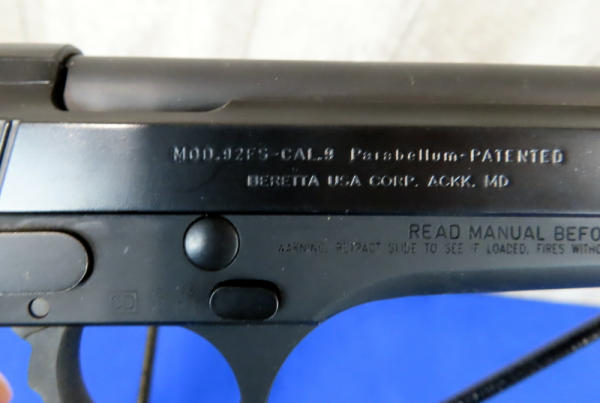 MOD.92FS-CAL.9 Parabellum-PATENTED
BERETTA USA CORP. ACKK. MD
READ MANUAL BEFO
WARNING. RETRACT SLIDE TO SEE IF LOADED, FIRES WITHO
CD